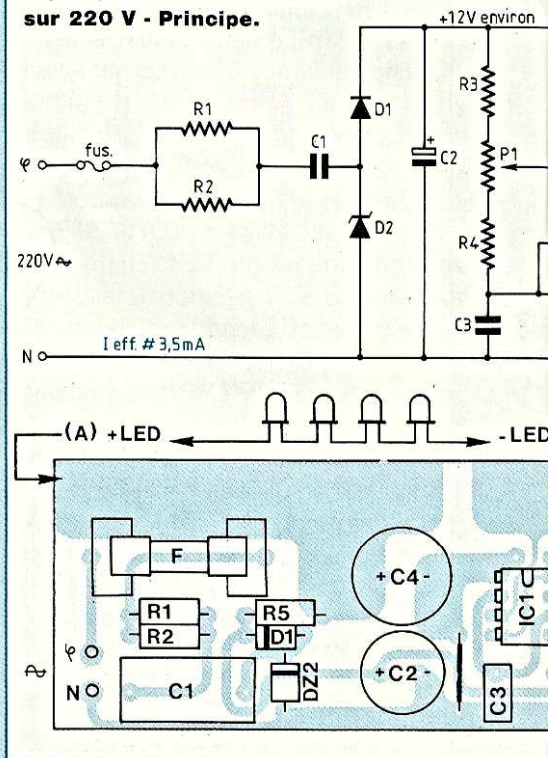 sur 220 V - Principe.
+12V environ
R1
R2
fus.
φ
C1
D1
D2
+
C2
R3
P1
R4
C3
220V ~
N
I eff. # 3,5mA
(A) +LED
-LED
F
R1
R2
R5
D1
+ C4 -
IC1
φ
N
C1
DZ2
+ C2 -
C3